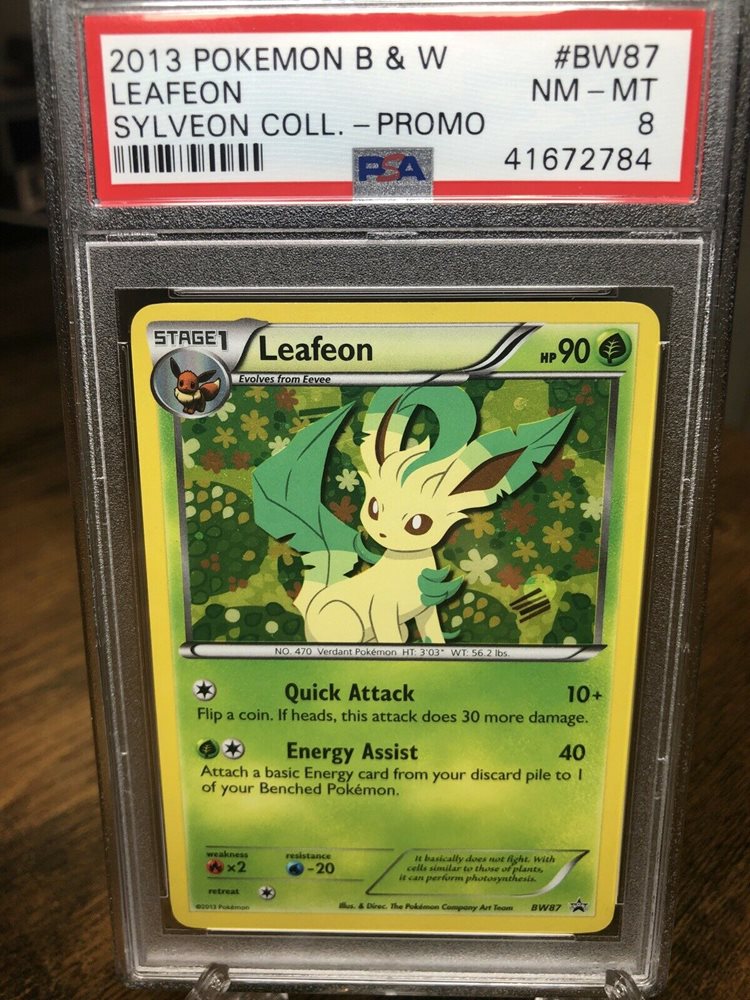 2013 POKEMON B & W #BW87
LEAFEON NM - MT
SYLVEON COLL. - PROMO 8
PSA 41672784
STAGE1 Leafeon HP 90
Evolves from Eevee
NO. 470 Verdant Pokémon HT: 3'03" WT: 56.2 lbs.
Quick Attack 10+
Flip a coin. If heads, this attack does 30 more damage.
Energy Assist 40
Attach a basic Energy card from your discard pile to 1
of your Benched Pokémon.
weakness resistance
×2 -20
retreat
It basically does not fight. With
cells similar to those of plants,
it can perform photosynthesis.
©2013 Pokémon Illus. & Direc. The Pokémon Company Art Team BW87
PROMO